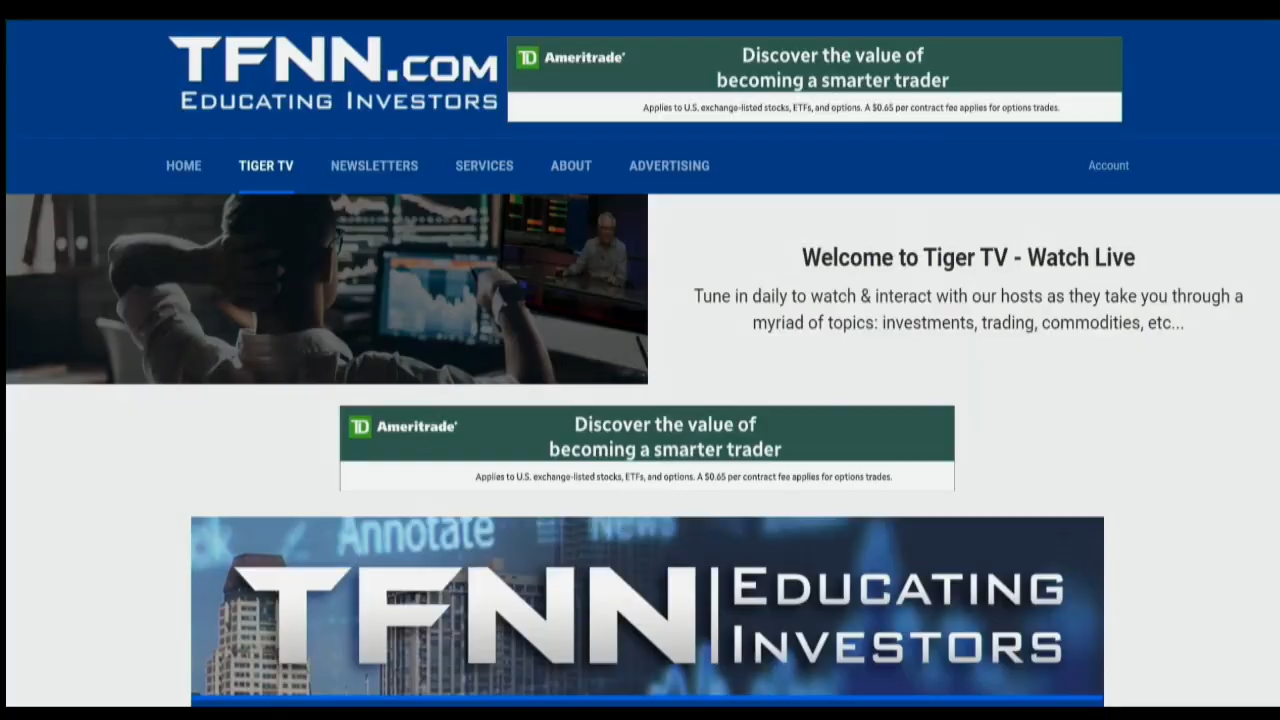 TFNN.COM
EDUCATING INVESTORS
TD Ameritrade
Discover the value of
becoming a smarter trader
Applies to U.S. exchange-listed stocks, ETFs, and options. A $0.65 per contract fee applies for options trades.
HOME TIGER TV NEWSLETTERS SERVICES ABOUT ADVERTISING Account
Welcome to Tiger TV - Watch Live
Tune in daily to watch & interact with our hosts as they take you through a
myriad of topics: investments, trading, commodities, etc...
TD Ameritrade
Discover the value of
becoming a smarter trader
Applies to U.S. exchange-listed stocks, ETFs, and options. A $0.65 per contract fee applies for options trades.
Annotate News
TFNN EDUCATING
INVESTORS